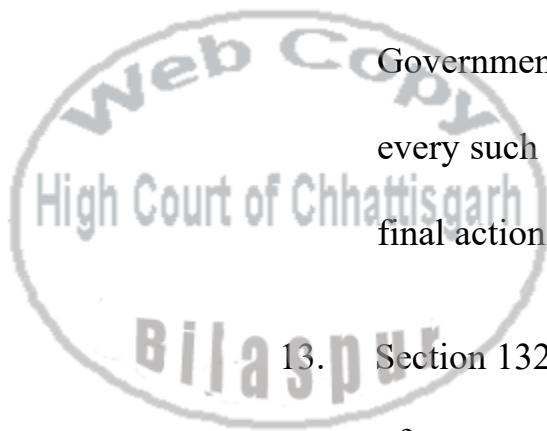 Web Copy
Governmen
every such
High Court of Chhattisgarh
final action
Bilaspur
13. Section 132